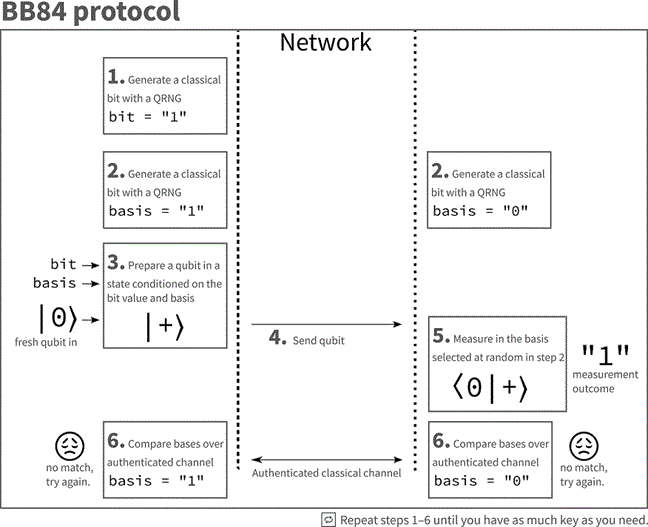 BB84 protocol
Network
1. Generate a classical
bit with a QRNG
bit = "1"
2. Generate a classical
bit with a QRNG
basis = "1"
2. Generate a classical
bit with a QRNG
basis = "0"
bit
basis
|0⟩
fresh qubit in
3. Prepare a qubit in a
state conditioned on the
bit value and basis
|+⟩
4. Send qubit
5. Measure in the basis
selected at random in step 2
⟨0|+⟩
"1"
measurement
outcome
no match,
try again.
6. Compare bases over
authenticated channel
basis = "1"
Authenticated classical channel
6. Compare bases over
authenticated channel
basis = "0"
no match,
try again.
Repeat steps 1–6 until you have as much key as you need.